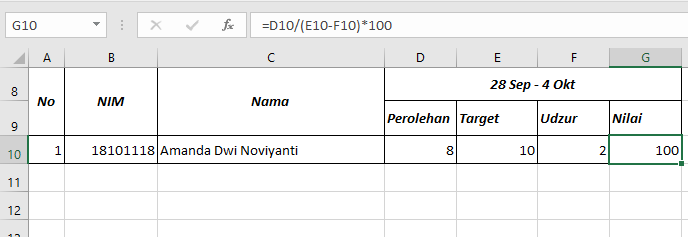 G10 fx =D10/(E10-F10)*100
A B C D E F G
8 No NIM Nama 28 Sep - 4 Okt
9 Perolehan Target Udzur Nilai
10 1 18101118 Amanda Dwi Noviyanti 8 10 2 100
11
12